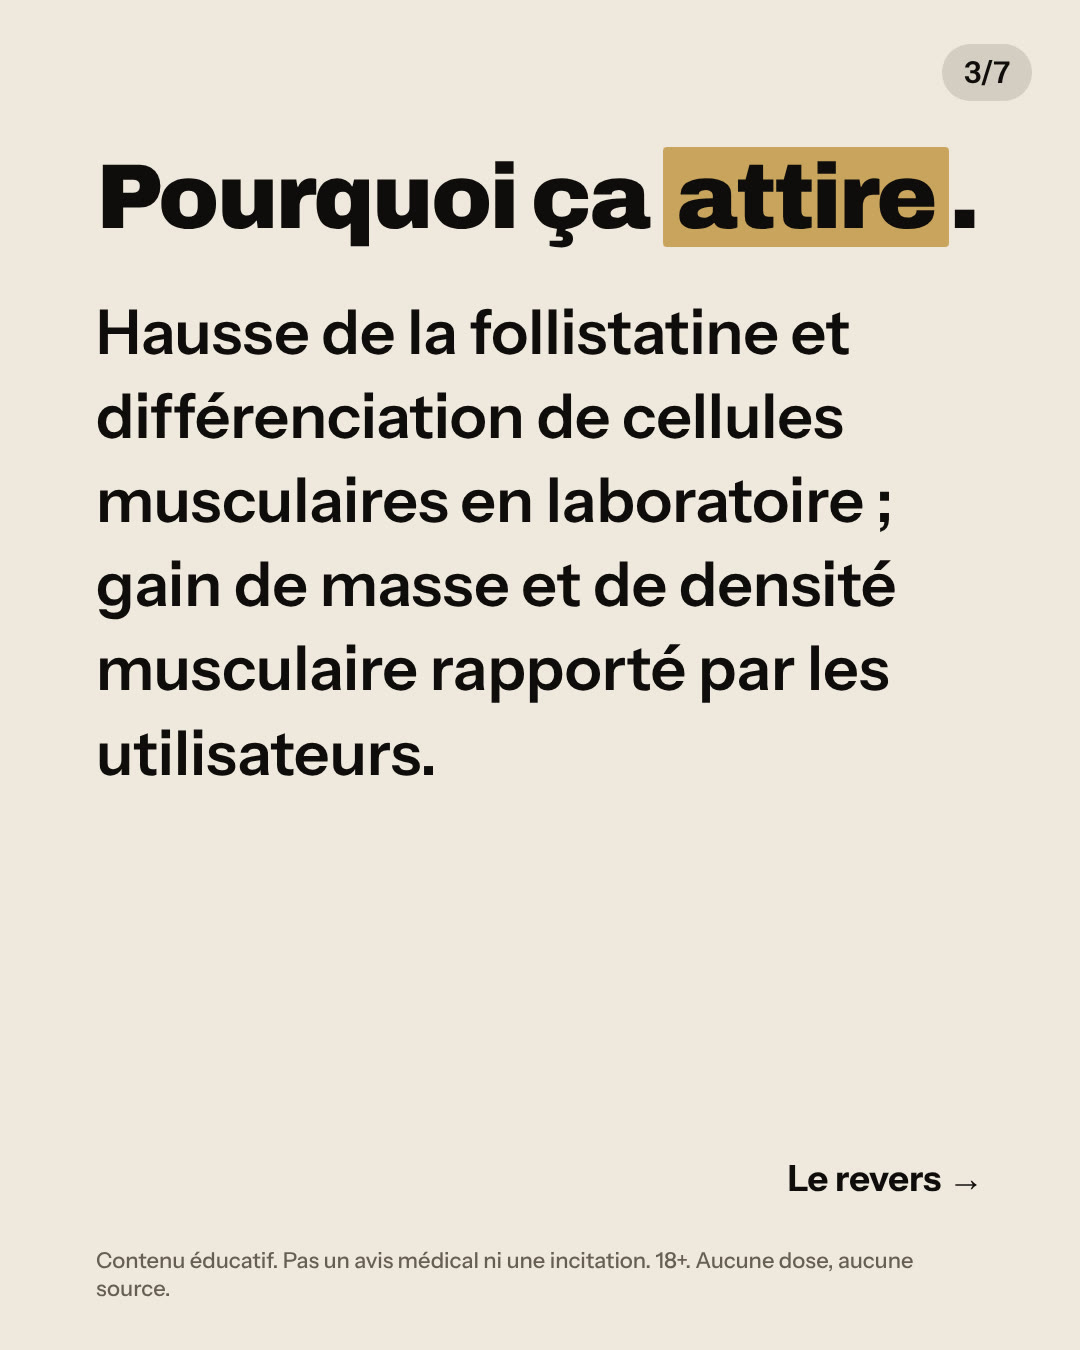 3/7
Pourquoi ça attire.
Hausse de la follistatine et
différenciation de cellules
musculaires en laboratoire ;
gain de masse et de densité
musculaire rapporté par les
utilisateurs.
Le revers →
Contenu éducatif. Pas un avis médical ni une incitation. 18+. Aucune dose, aucune
source.